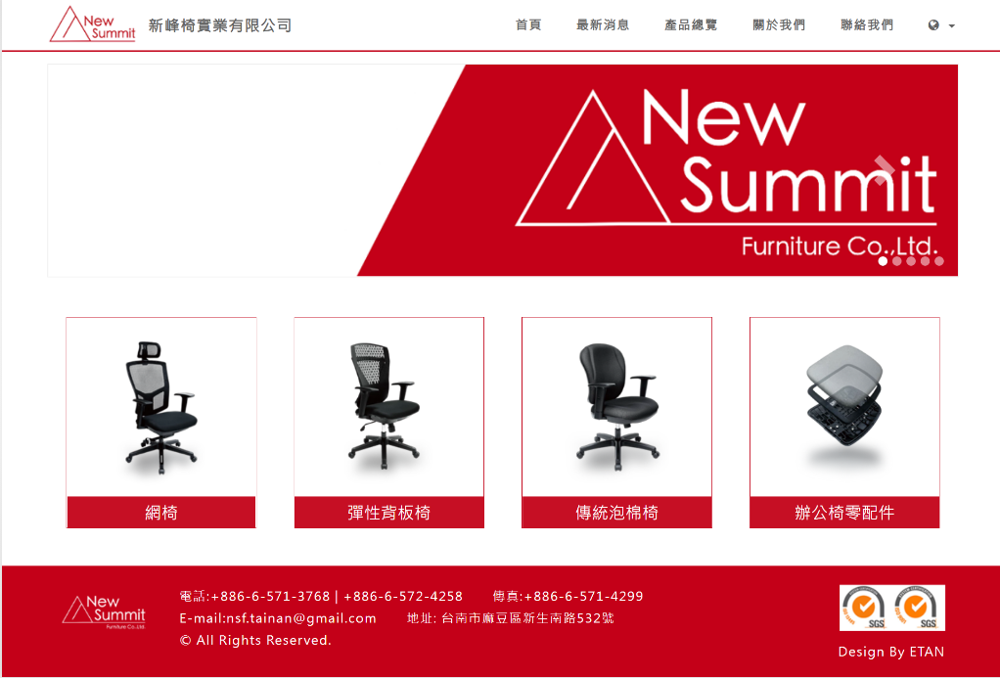 New
Summit
新峰椅實業有限公司
首頁
最新消息
產品總覽
關於我們
聯絡我們
New
Summit
Furniture Co.,Ltd.
網椅
彈性背板椅
傳統泡棉椅
辦公椅零配件
New
Summit
Furniture Co.,Ltd.
電話:+886-6-571-3768 | +886-6-572-4258 傳真:+886-6-571-4299
E-mail:nsf.tainan@gmail.com 地址: 台南市麻豆區新生南路532號
© All Rights Reserved.
SGS
SGS
Design By ETAN